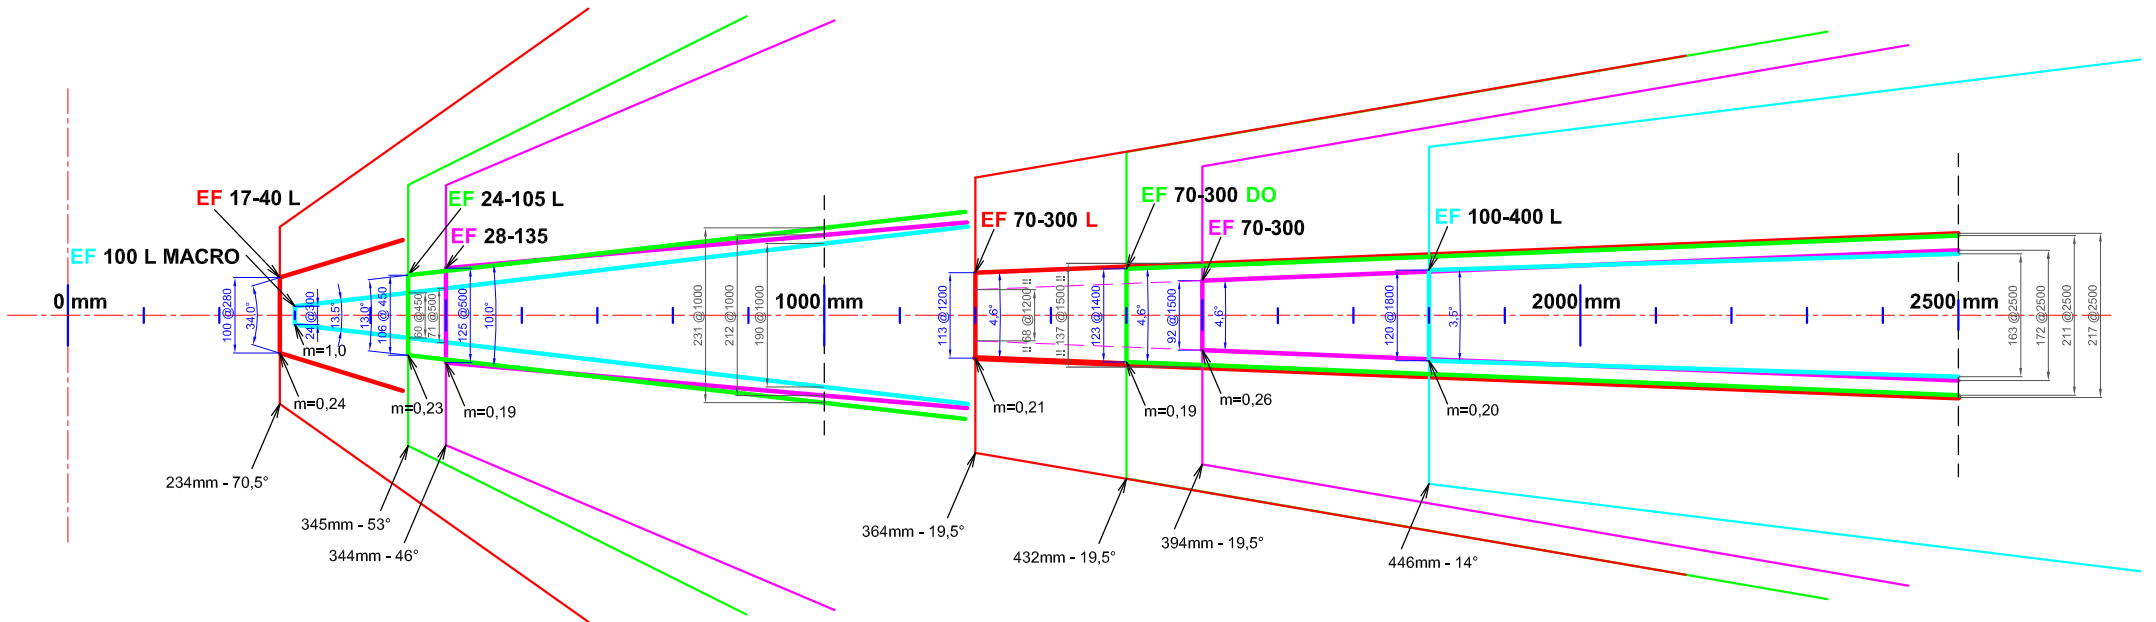 EF 17-40 L
EF 100 L MACRO
EF 24-105 L
EF 28-135
EF 70-300 L
EF 70-300 DO
EF 70-300
EF 100-400 L
0 mm
1000 mm
2000 mm
2500 mm
100 @280
34,0°
24 @300
13,5°
13,0°
106 @ 450
60 @450
71 @500
125 @500
10,0°
231 @1000
212 @1000
190 @1000
113 @1200
4,6°
!! 68 @1200 !!
!! 137 @1500 !!
123 @1400
4,6°
92 @1500
4,6°
120 @1800
3,5°
163 @2500
172 @2500
211 @2500
217 @2500
m=1,0
m=0,24
m=0,23
m=0,19
m=0,21
m=0,19
m=0,26
m=0,20
234mm - 70,5°
345mm - 53°
344mm - 46°
364mm - 19,5°
432mm - 19,5°
394mm - 19,5°
446mm - 14°